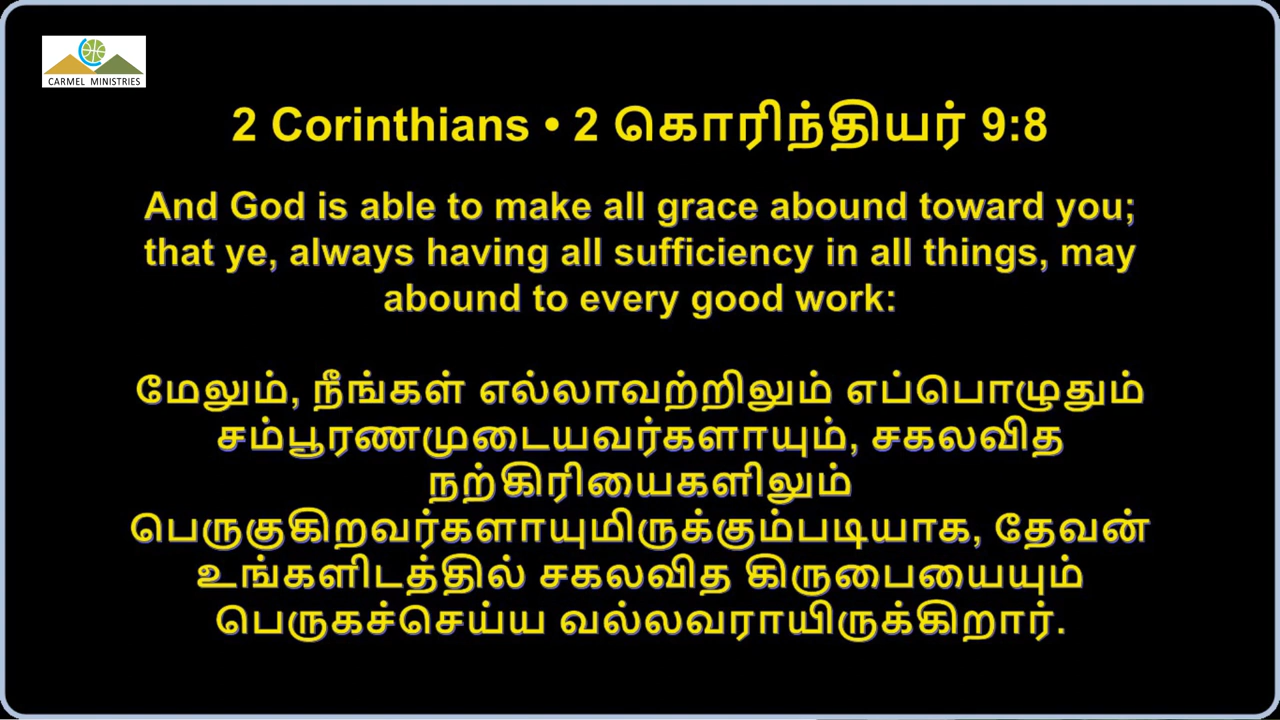 CARMEL MINISTRIES
2 Corinthians • 2 கொரிந்தியர் 9:8
And God is able to make all grace abound toward you;
that ye, always having all sufficiency in all things, may
abound to every good work:
மேலும், நீங்கள் எல்லாவற்றிலும் எப்பொழுதும்
சம்பூரணமுடையவர்களாயும், சகலவித
நற்கிரியைகளிலும்
பெருகுகிறவர்களாயுமிருக்கும்படியாக, தேவன்
உங்களிடத்தில் சகலவித கிருபையையும்
பெருகச்செய்ய வல்லவராயிருக்கிறார்.